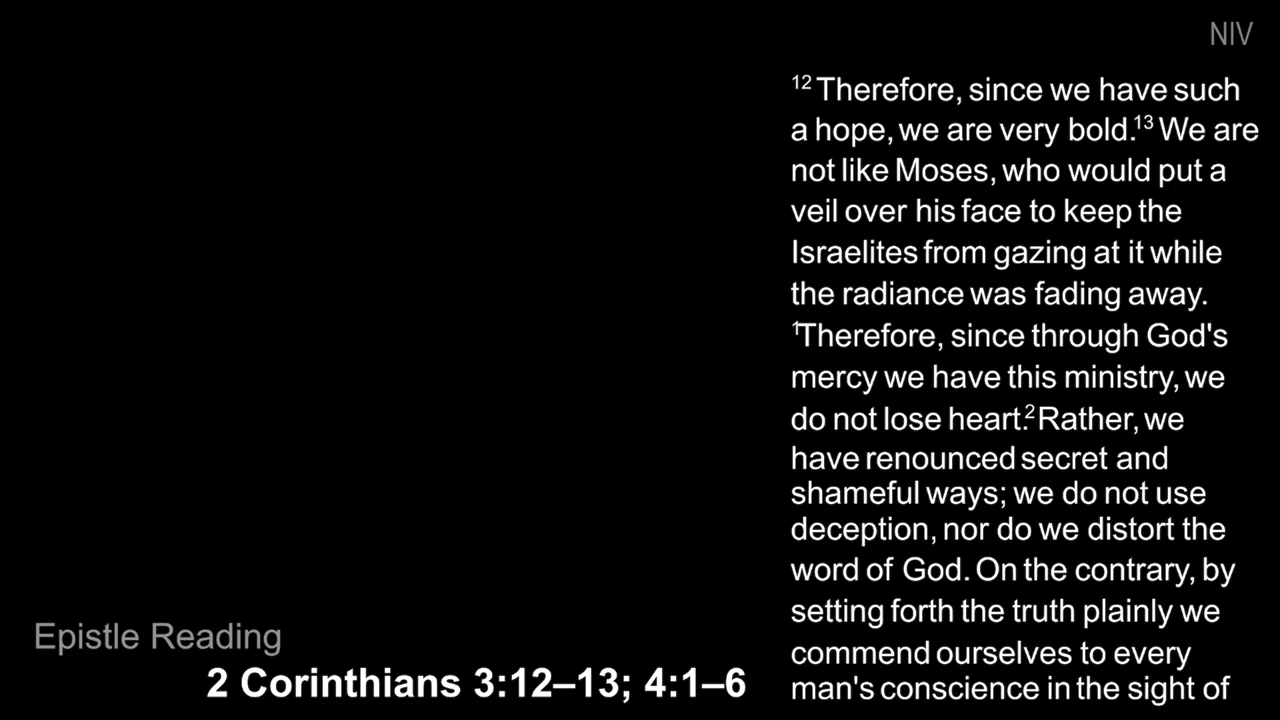 NIV
12 Therefore, since we have such
a hope, we are very bold.13 We are
not like Moses, who would put a
veil over his face to keep the
Israelites from gazing at it while
the radiance was fading away.
1Therefore, since through God's
mercy we have this ministry, we
do not lose heart.2 Rather, we
have renounced secret and
shameful ways; we do not use
deception, nor do we distort the
word of God. On the contrary, by
setting forth the truth plainly we
commend ourselves to every
man's conscience in the sight of
Epistle Reading
2 Corinthians 3:12–13; 4:1–6